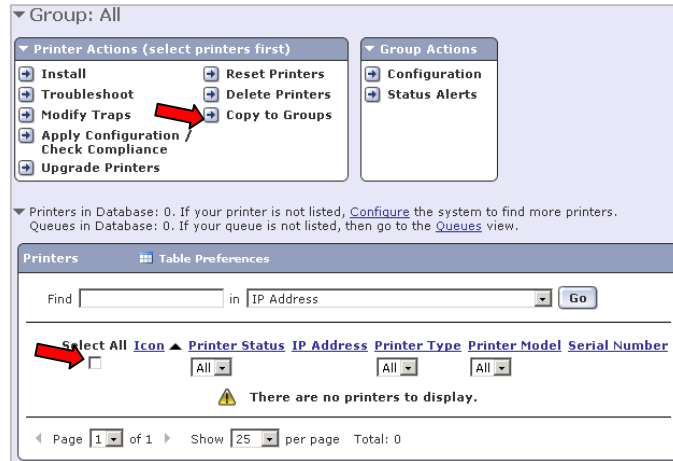 Group: All
Printer Actions (select printers first)
Install
Troubleshoot
Modify Traps
Apply Configuration /
Check Compliance
Upgrade Printers
Reset Printers
Delete Printers
Copy to Groups
Group Actions
Configuration
Status Alerts
Printers in Database: 0. If your printer is not listed, Configure the system to find more printers.
Queues in Database: 0. If your queue is not listed, then go to the Queues view.
Printers Table Preferences
Find in IP Address Go
Select All Icon Printer Status IP Address Printer Type Printer Model Serial Number
All All All
There are no printers to display.
Page 1 of 1 Show 25 per page Total: 0